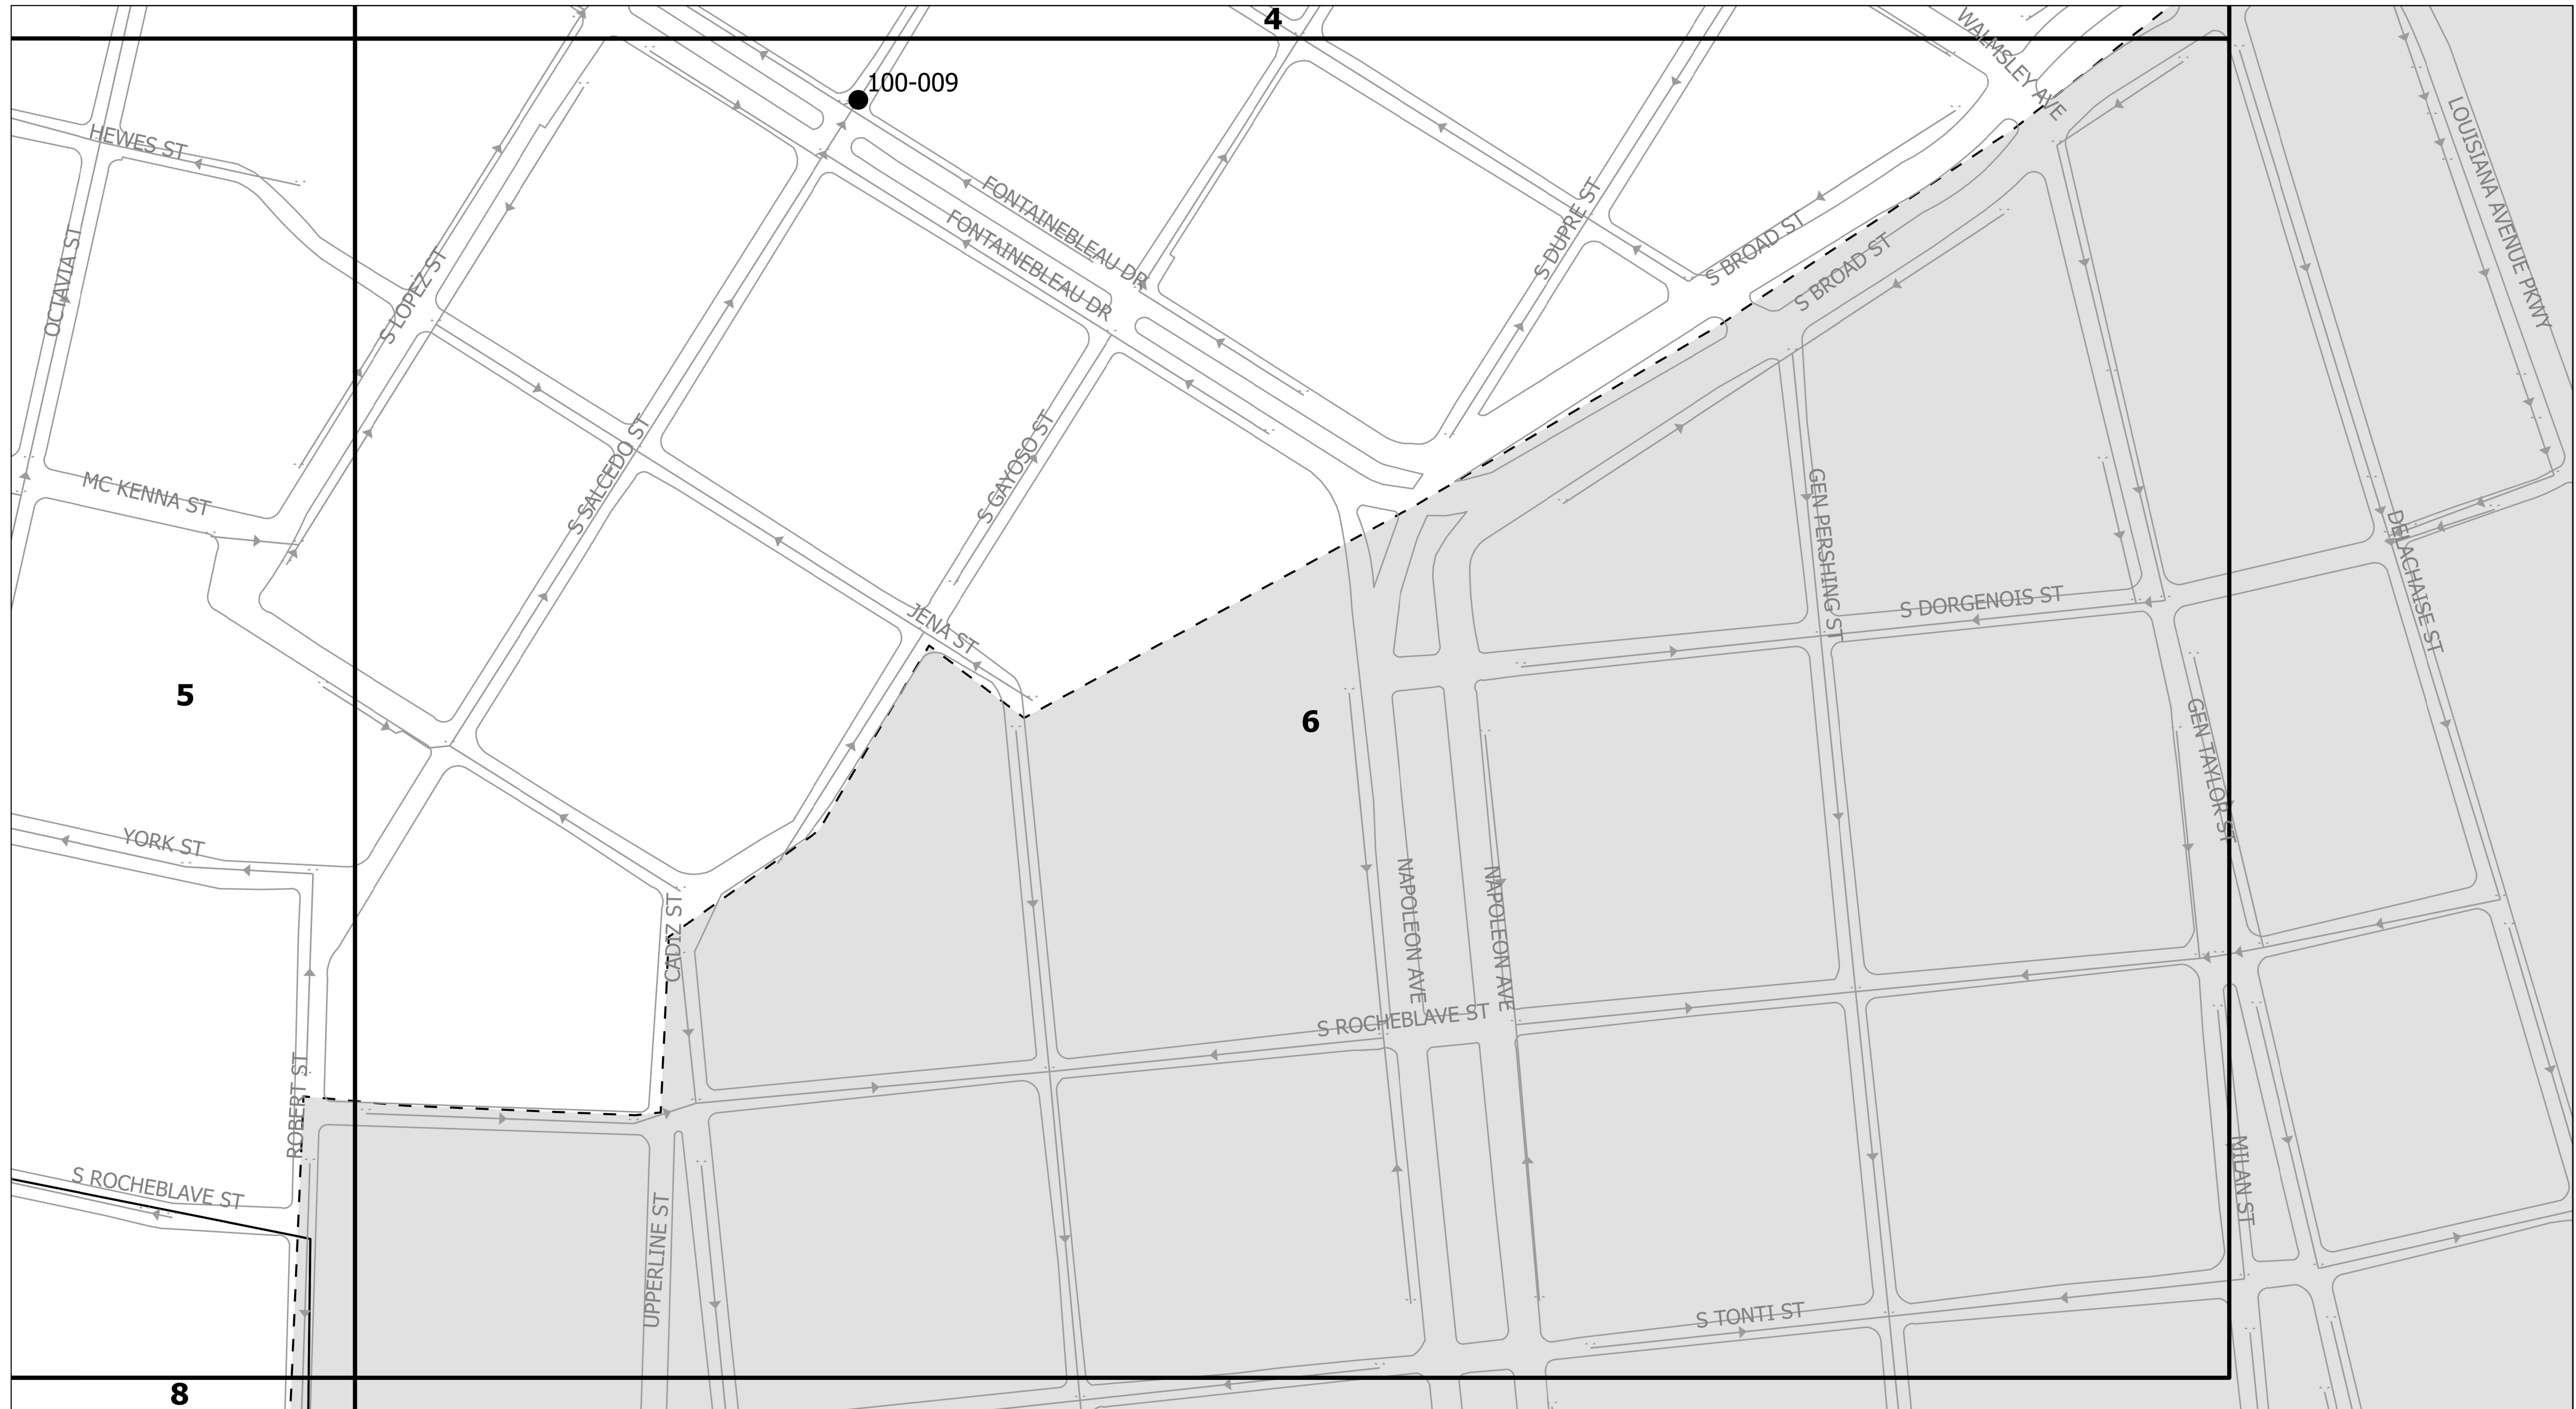 4
WALMSLEY AVE
100-009
LOUISIANA AVENUE PKWY
HEWES ST
FONTAINEBLEAU DR
FONTAINEBLEAU DR
S DUPRE ST
S BROAD ST
S BROAD ST
OCTAVIA ST
S LOPEZ ST
MC KENNA ST
S SALCEDO ST
S GAYOSO ST
GEN PERSHING ST
DELACHAISE ST
S DORGENOIS ST
JENA ST
5
6
GEN TAYLOR ST
YORK ST
CADIZ ST
NAPOLEON AVE
NAPOLEON AVE
S ROCHEBLAVE ST
ROBERT ST
S ROCHEBLAVE ST
UPPERLINE ST
MILAN ST
S TONTI ST
8